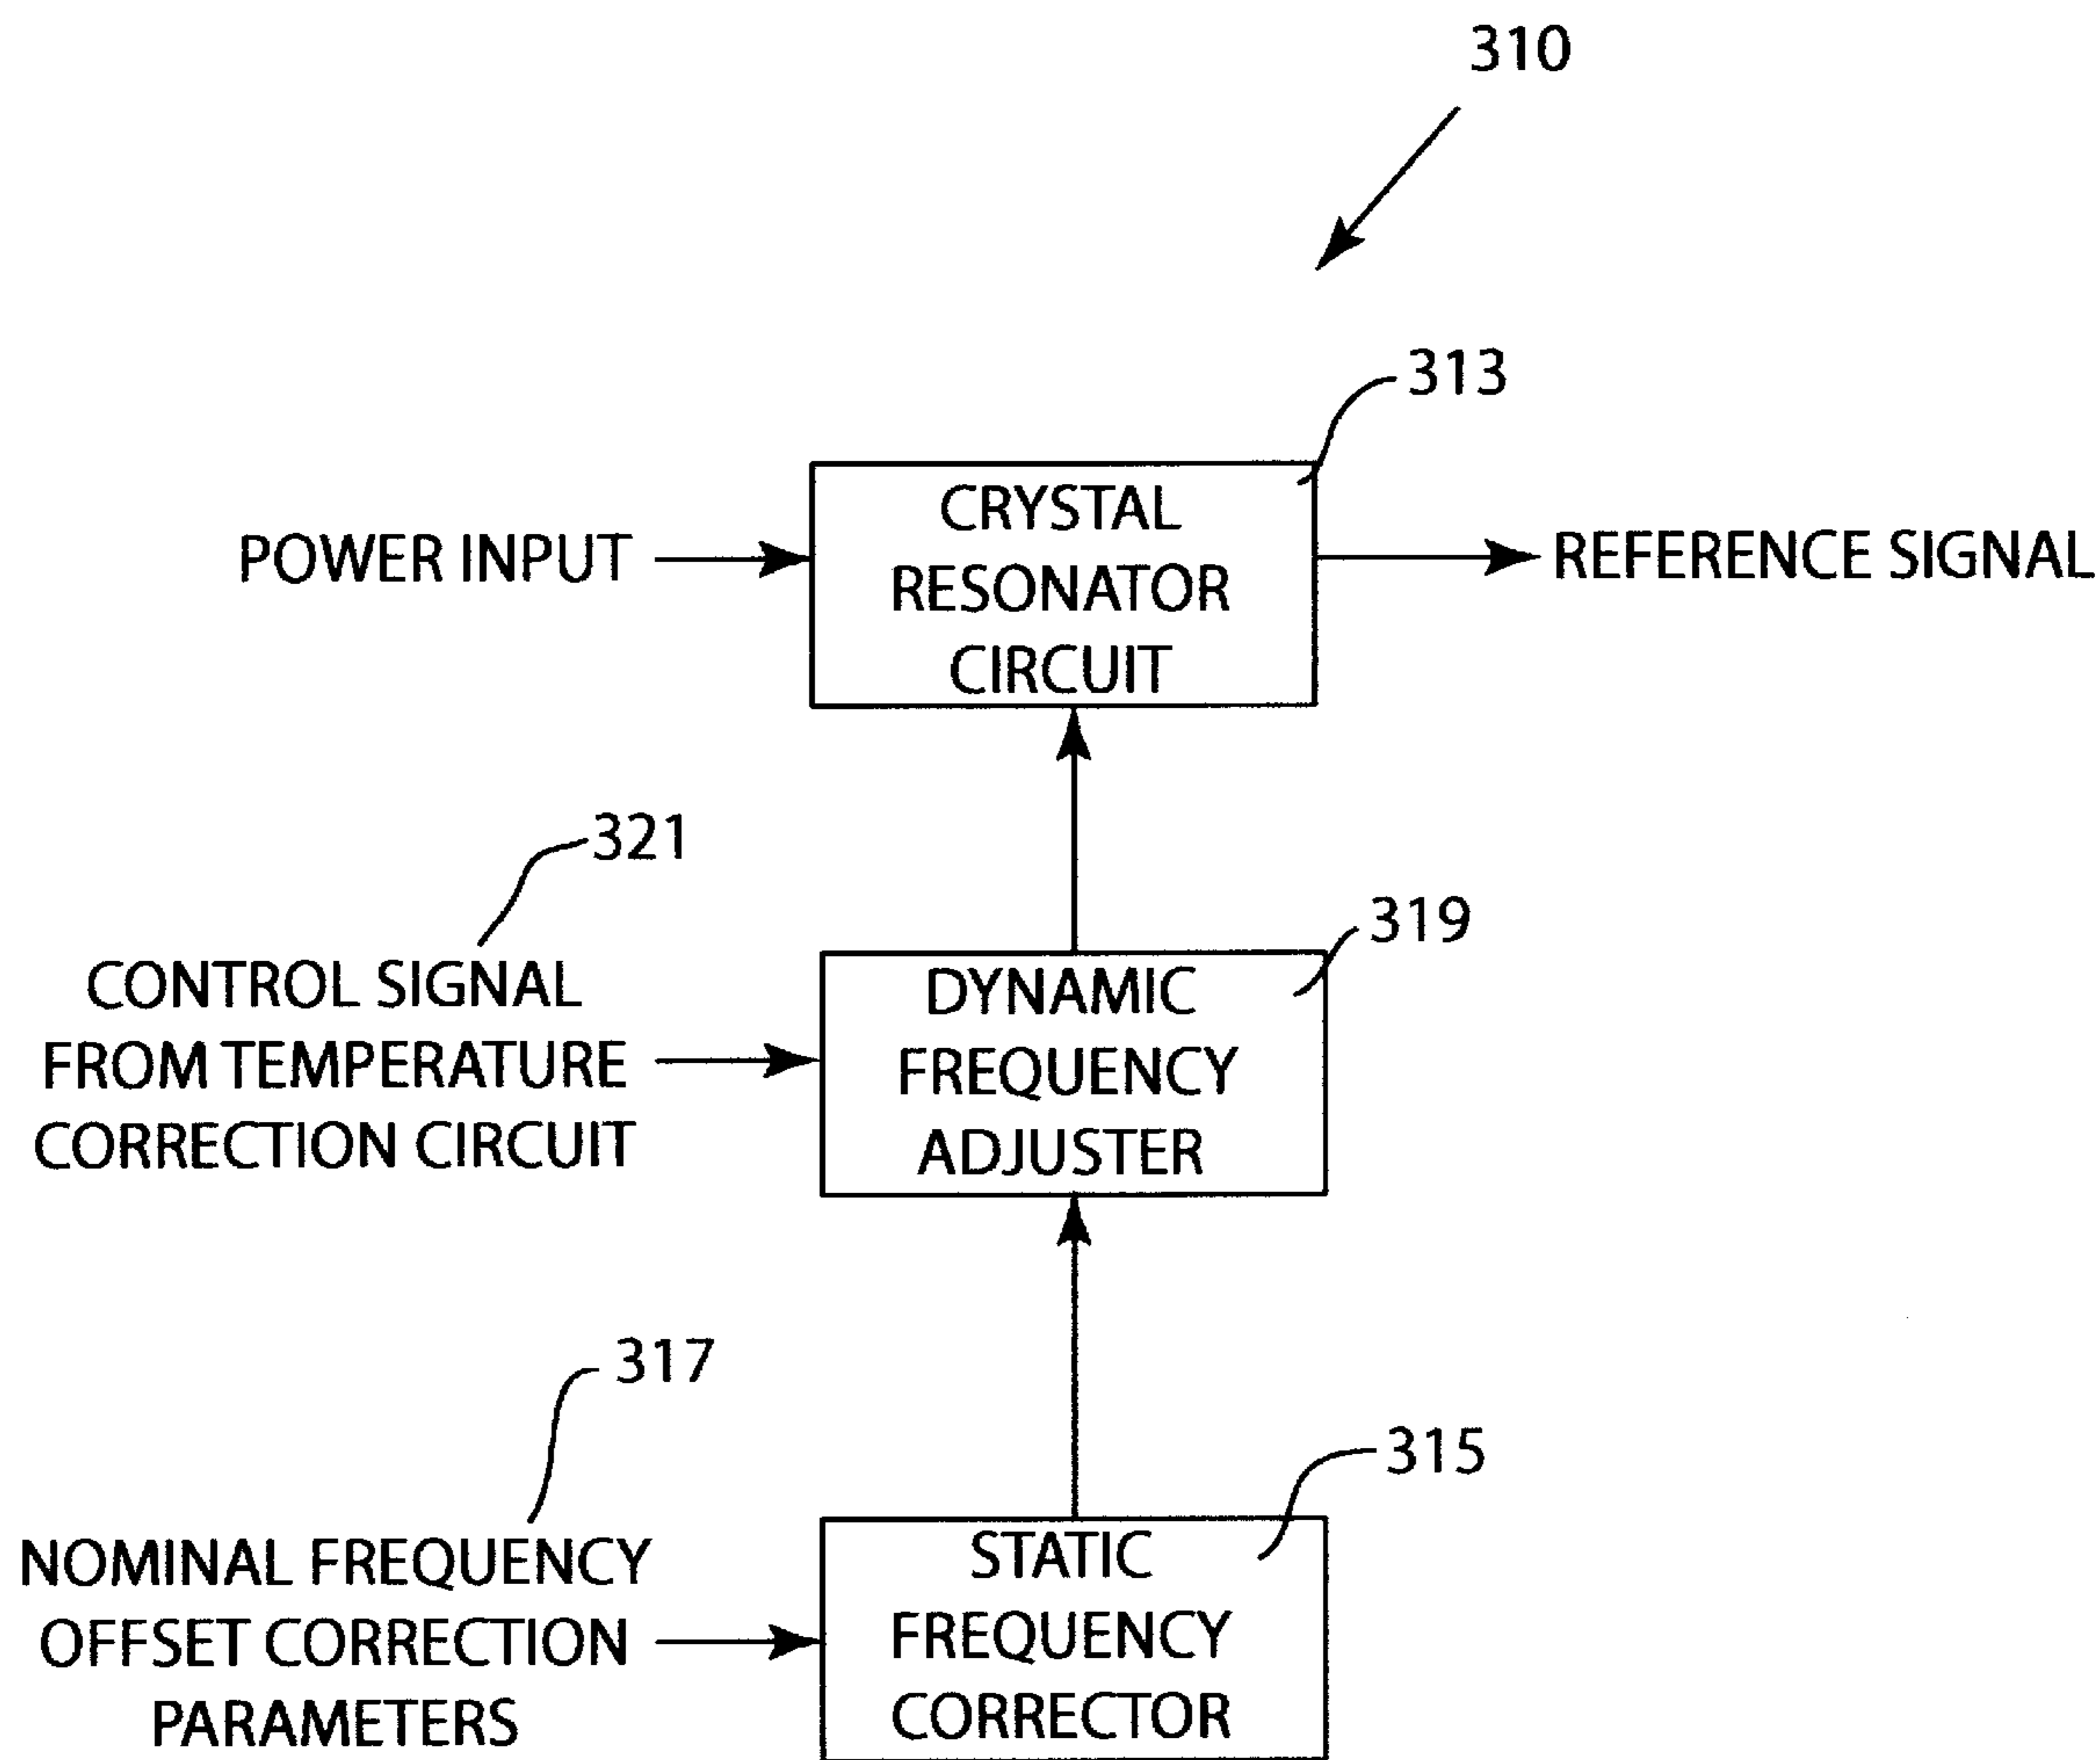 310
313
CRYSTAL
RESONATOR
CIRCUIT
POWER INPUT
REFERENCE SIGNAL
321
CONTROL SIGNAL
FROM TEMPERATURE
CORRECTION CIRCUIT
319
DYNAMIC
FREQUENCY
ADJUSTER
317
NOMINAL FREQUENCY
OFFSET CORRECTION
PARAMETERS
315
STATIC
FREQUENCY
CORRECTOR